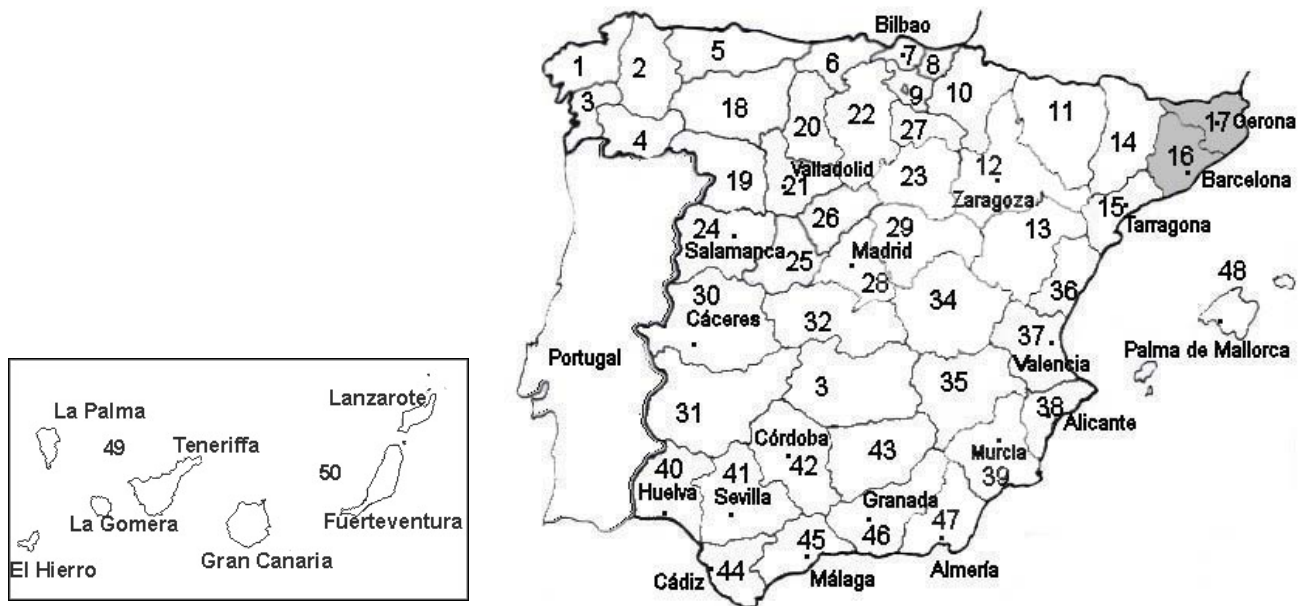 Bilbao
1
2
5
6
7
8
3
18
20
22
9
10
11
14
17 Gerona
4
27
16
Barcelona
19
21
Valladolid
23
12
Zaragoza
15
Tarragona
24
Salamanca
26
29
13
25
Madrid
28
36
48
30
Cáceres
32
34
37
Valencia
Palma de Mallorca
Portugal
31
3
35
38
Alicante
Córdoba
42
43
Murcia
39
40
Huelva
41
Sevilla
Granada
46
47
Almería
45
Málaga
44
Cádiz
Lanzarote
La Palma
49
Teneriffa
50
La Gomera
Fuerteventura
Gran Canaria
El Hierro